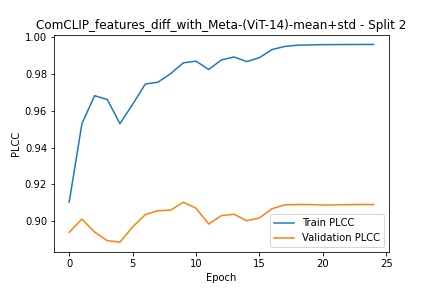 ComCLIP_features_diff_with_Meta-(ViT-14)-mean+std - Split 2
1.00
0.98
0.96
0.94
0.92
0.90
PLCC
0
5
10
15
20
25
Epoch
Train PLCC
Validation PLCC